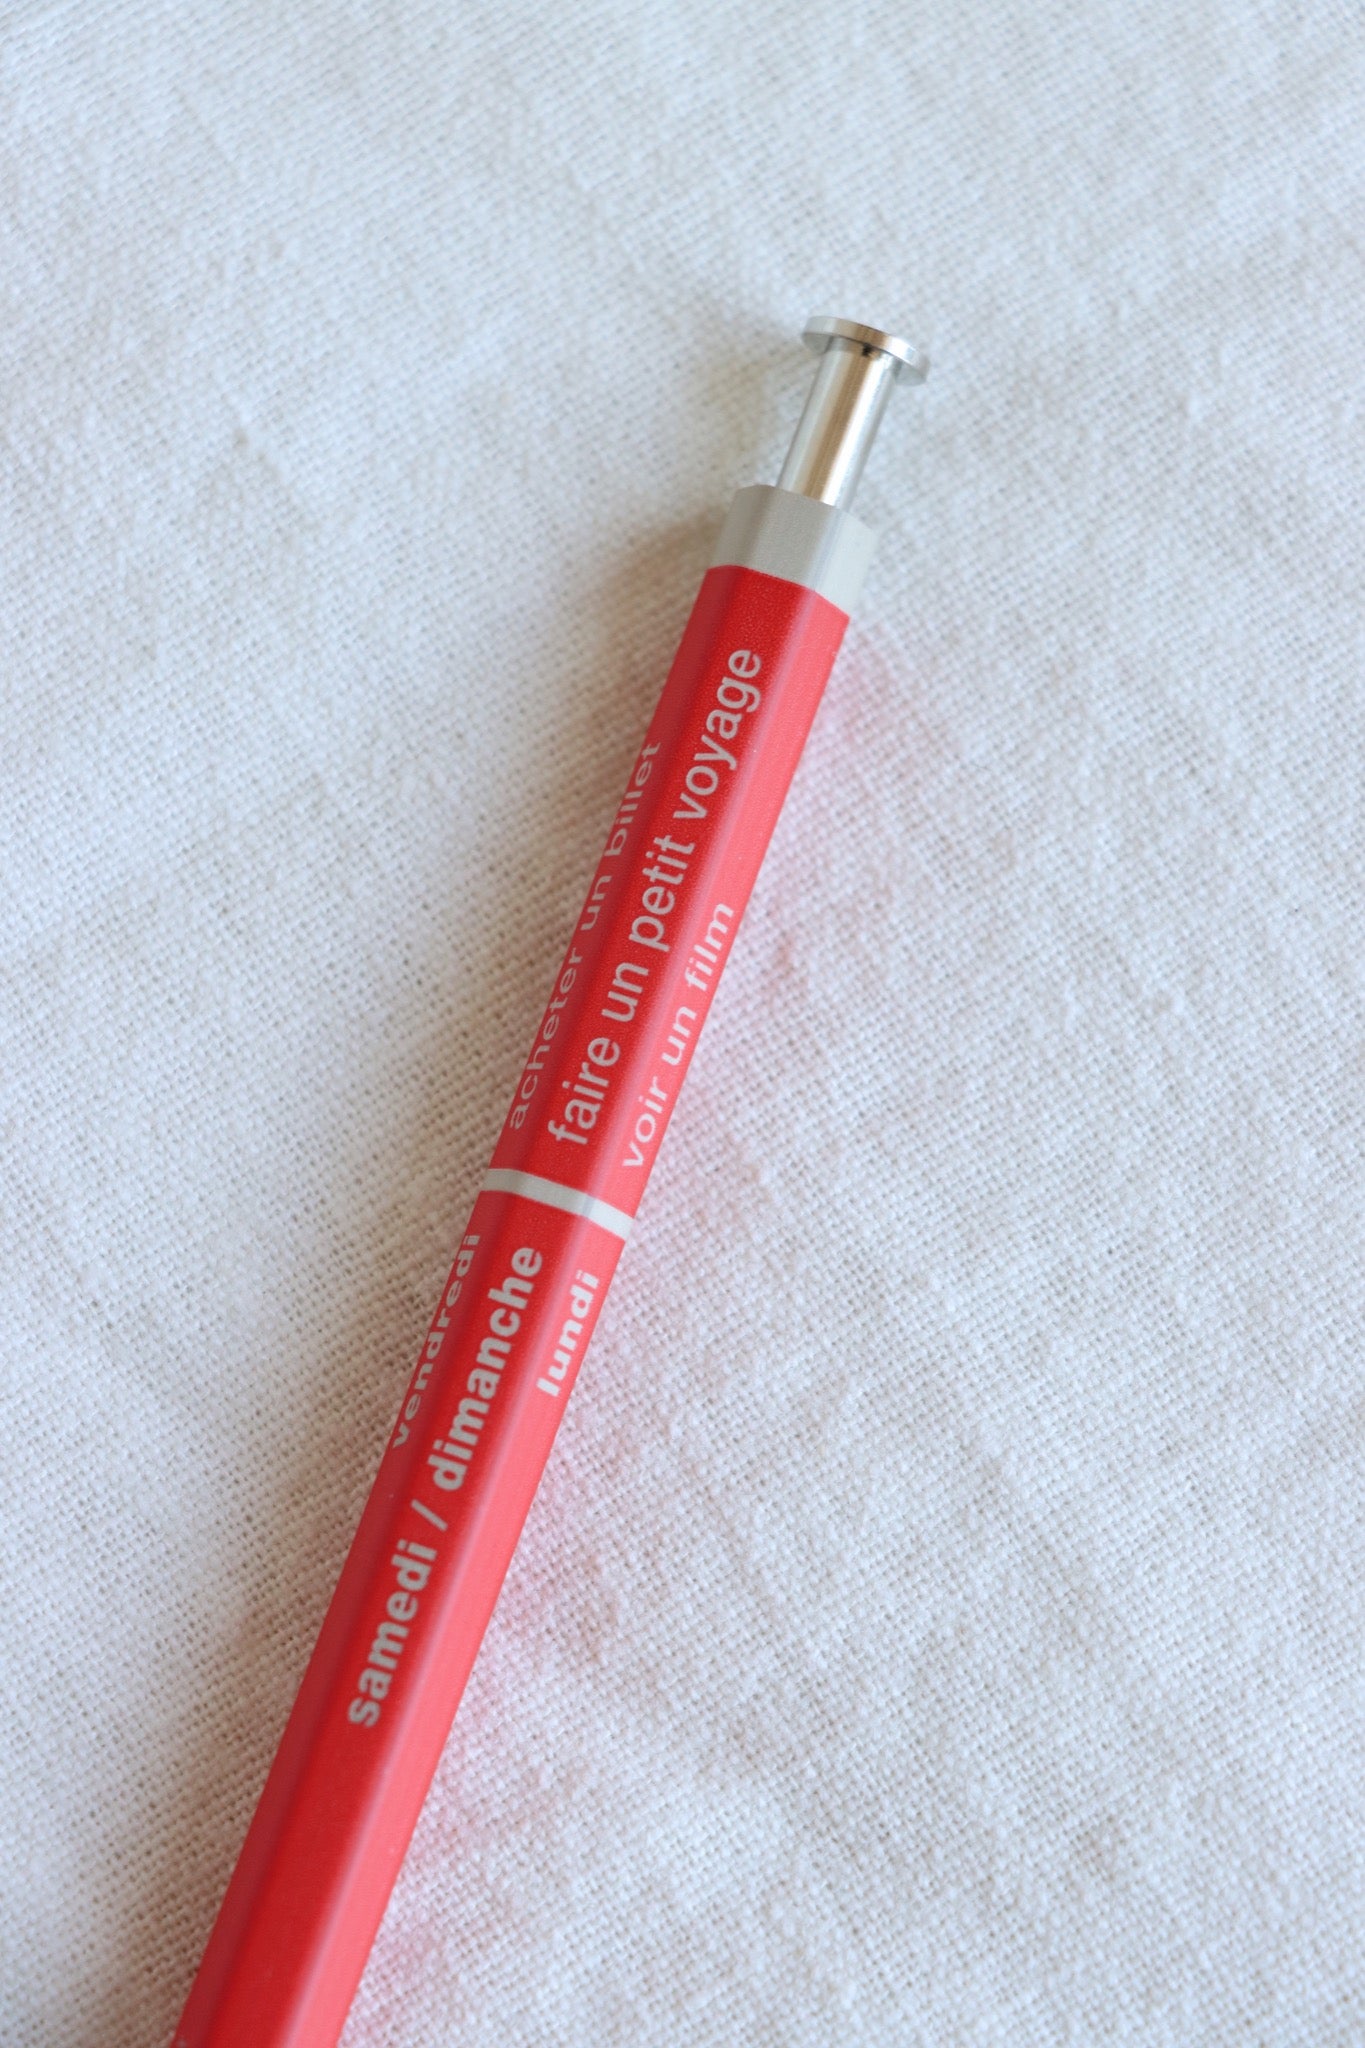 vendredi acheter un billet
samedi / dimanche faire un petit voyage
lundi voir un film